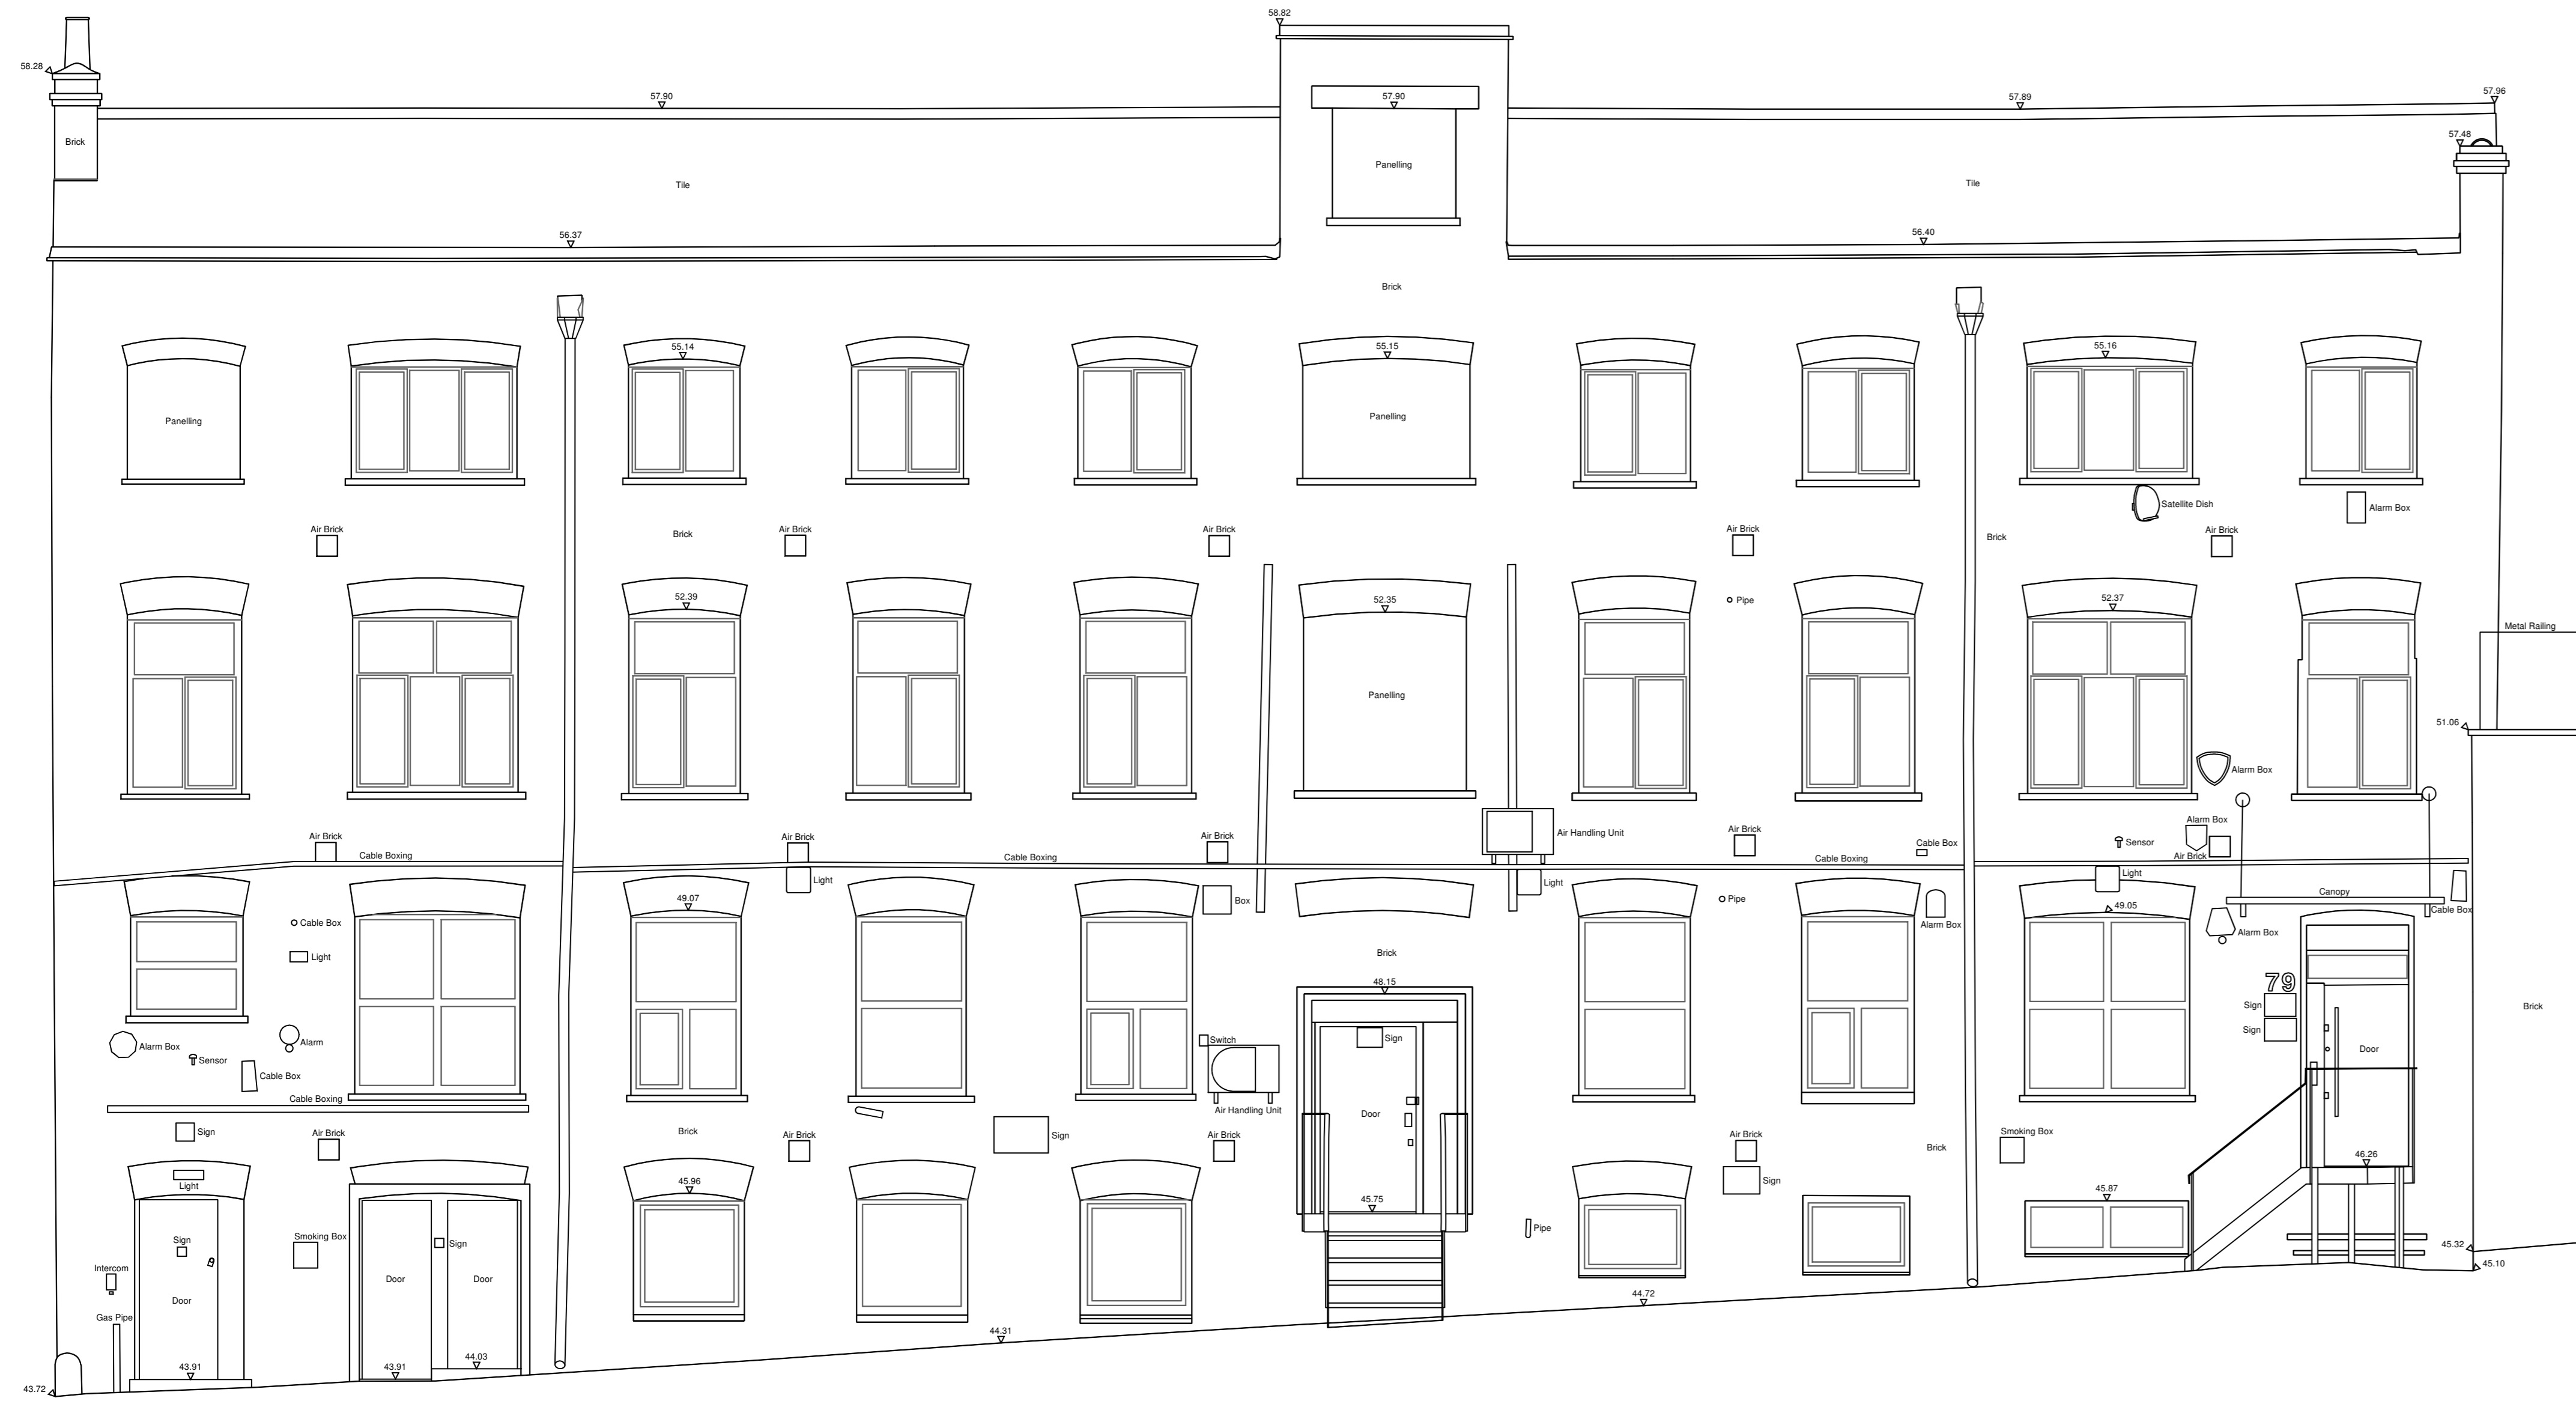 58.82
58.28
57.90
57.90
57.89
57.96
57.48
Brick
Panelling
Tile
Tile
56.37
56.40
Brick
55.14
55.15
55.16
Panelling
Panelling
Satellite Dish
Alarm Box
Air Brick
Brick
Air Brick
Air Brick
Air Brick
Brick
Air Brick
52.39
52.35
Pipe
52.37
Metal Railing
Panelling
51.06
Alarm Box
Air Brick
Cable Boxing
Air Brick
Cable Boxing
Air Brick
Air Handling Unit
Air Brick
Cable Boxing
Cable Box
Sensor
Alarm Box
Air Brick
Light
Light
Light
Canopy
49.07
Box
Pipe
Alarm Box
49.05
Cable Box
Alarm Box
Cable Box
Light
Brick
48.15
79
Sign
Sign
Brick
Alarm Box
Sensor
Alarm
Cable Box
Switch
Sign
Door
Cable Boxing
Air Handling Unit
Door
Sign
Air Brick
Brick
Air Brick
Sign
Air Brick
Air Brick
Brick
Smoking Box
Light
45.96
Sign
46.26
45.75
45.87
Sign
Smoking Box
Sign
Pipe
45.32
45.10
Intercom
Door
Door
Door
Gas Pipe
44.72
44.31
43.91
43.91
44.03
43.72